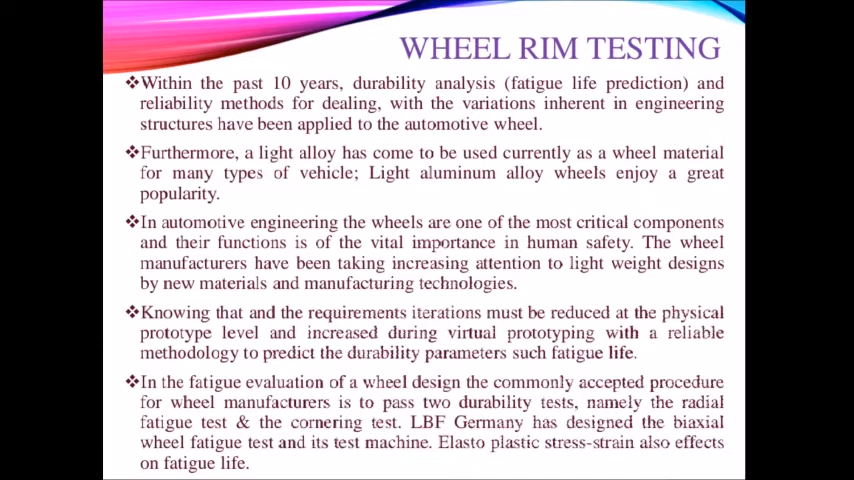 WHEEL RIM TESTING
❖Within the past 10 years, durability analysis (fatigue life prediction) and
reliability methods for dealing, with the variations inherent in engineering
structures have been applied to the automotive wheel.
❖Furthermore, a light alloy has come to be used currently as a wheel material
for many types of vehicle; Light aluminum alloy wheels enjoy a great
popularity.
❖In automotive engineering the wheels are one of the most critical components
and their functions is of the vital importance in human safety. The wheel
manufacturers have been taking increasing attention to light weight designs
by new materials and manufacturing technologies.
❖Knowing that and the requirements iterations must be reduced at the physical
prototype level and increased during virtual prototyping with a reliable
methodology to predict the durability parameters such fatigue life.
❖In the fatigue evaluation of a wheel design the commonly accepted procedure
for wheel manufacturers is to pass two durability tests, namely the radial
fatigue test & the cornering test. LBF Germany has designed the biaxial
wheel fatigue test and its test machine. Elasto plastic stress-strain also effects
on fatigue life.